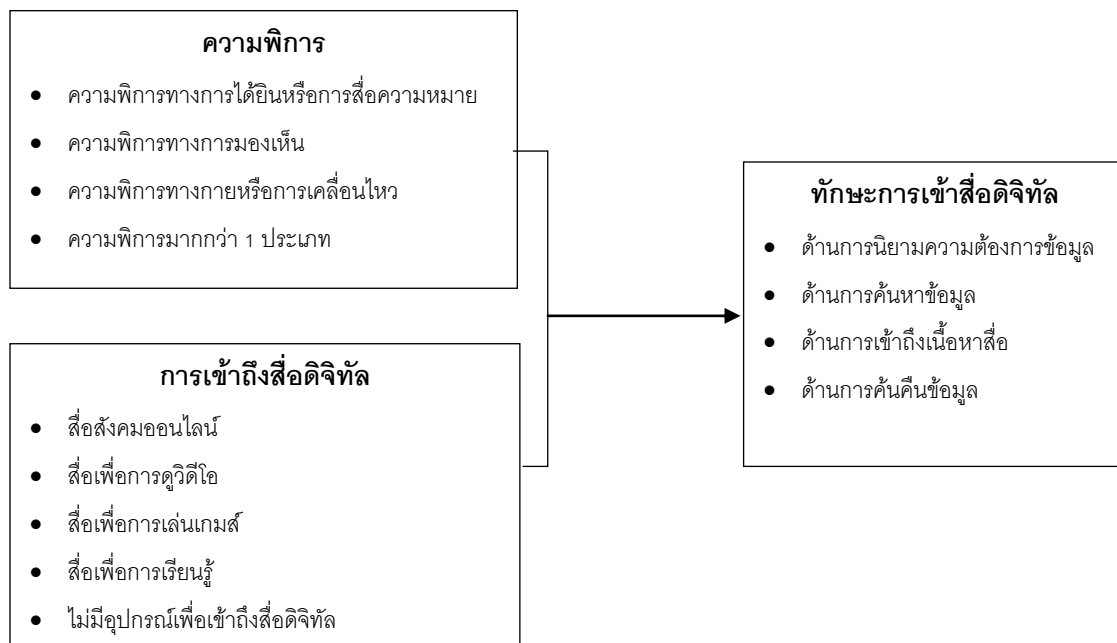 ความพิการ
● ความพิการทางการได้ยินหรือการสื่อความหมาย
● ความพิการทางการมองเห็น
● ความพิการทางกายหรือการเคลื่อนไหว
● ความพิการมากกว่า 1 ประเภท
การเข้าถึงสื่อดิจิทัล
● สื่อสังคมออนไลน์
● สื่อเพื่อการดูวิดีโอ
● สื่อเพื่อการเล่นเกมส์
● สื่อเพื่อการเรียนรู้
● ไม่มีอุปกรณ์เพื่อเข้าถึงสื่อดิจิทัล
ทักษะการเข้าสื่อดิจิทัล
● ด้านการนิยามความต้องการข้อมูล
● ด้านการค้นหาข้อมูล
● ด้านการเข้าถึงเนื้อหาสื่อ
● ด้านการค้นคืนข้อมูล